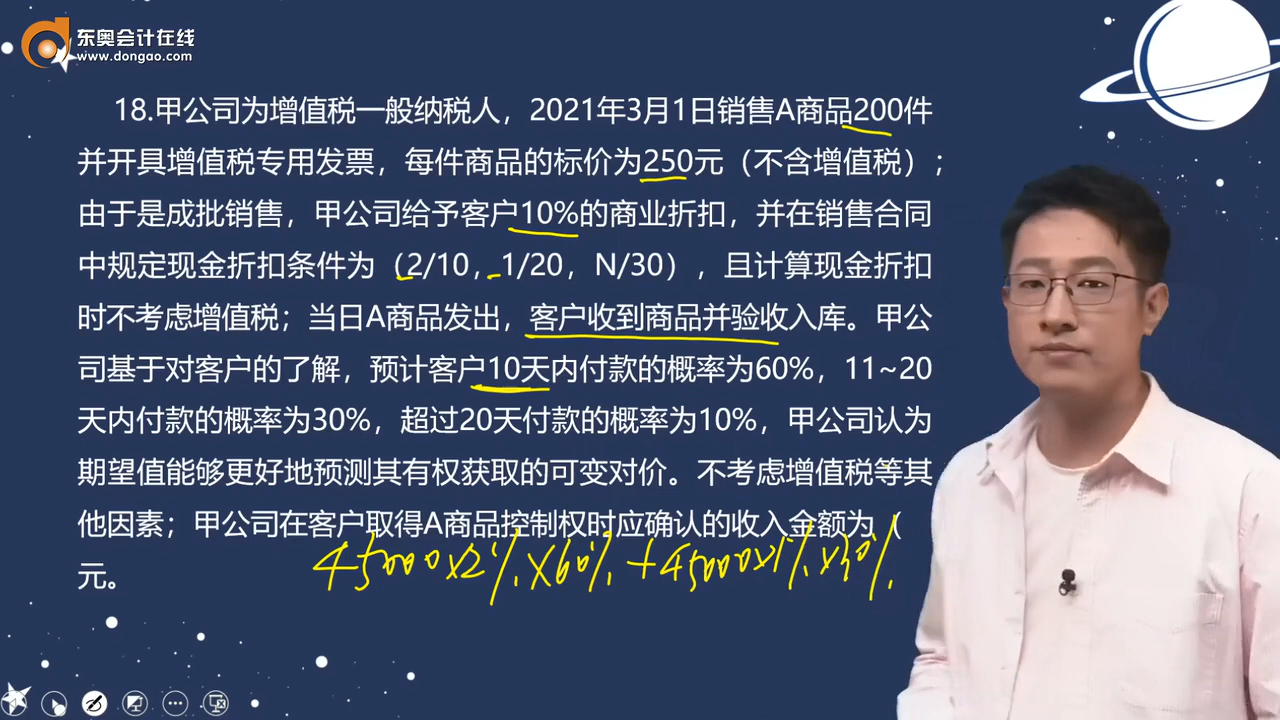 东奥会计在线
www.dongao.com
18.甲公司为增值税一般纳税人，2021年3月1日销售A商品200件
并开具增值税专用发票，每件商品的标价为250元（不含增值税）；
由于是成批销售，甲公司给予客户10%的商业折扣，并在销售合同
中规定现金折扣条件为（2/10，1/20，N/30），且计算现金折扣
时不考虑增值税；当日A商品发出，客户收到商品并验收入库。甲公
司基于对客户的了解，预计客户10天内付款的概率为60%，11~20
天内付款的概率为30%，超过20天付款的概率为10%，甲公司认为
期望值能够更好地预测其有权获取的可变对价。不考虑增值税等其
他因素；甲公司在客户取得A商品控制权时应确认的收入金额为（
元。
45000×2%×60%+45000×1%×30%